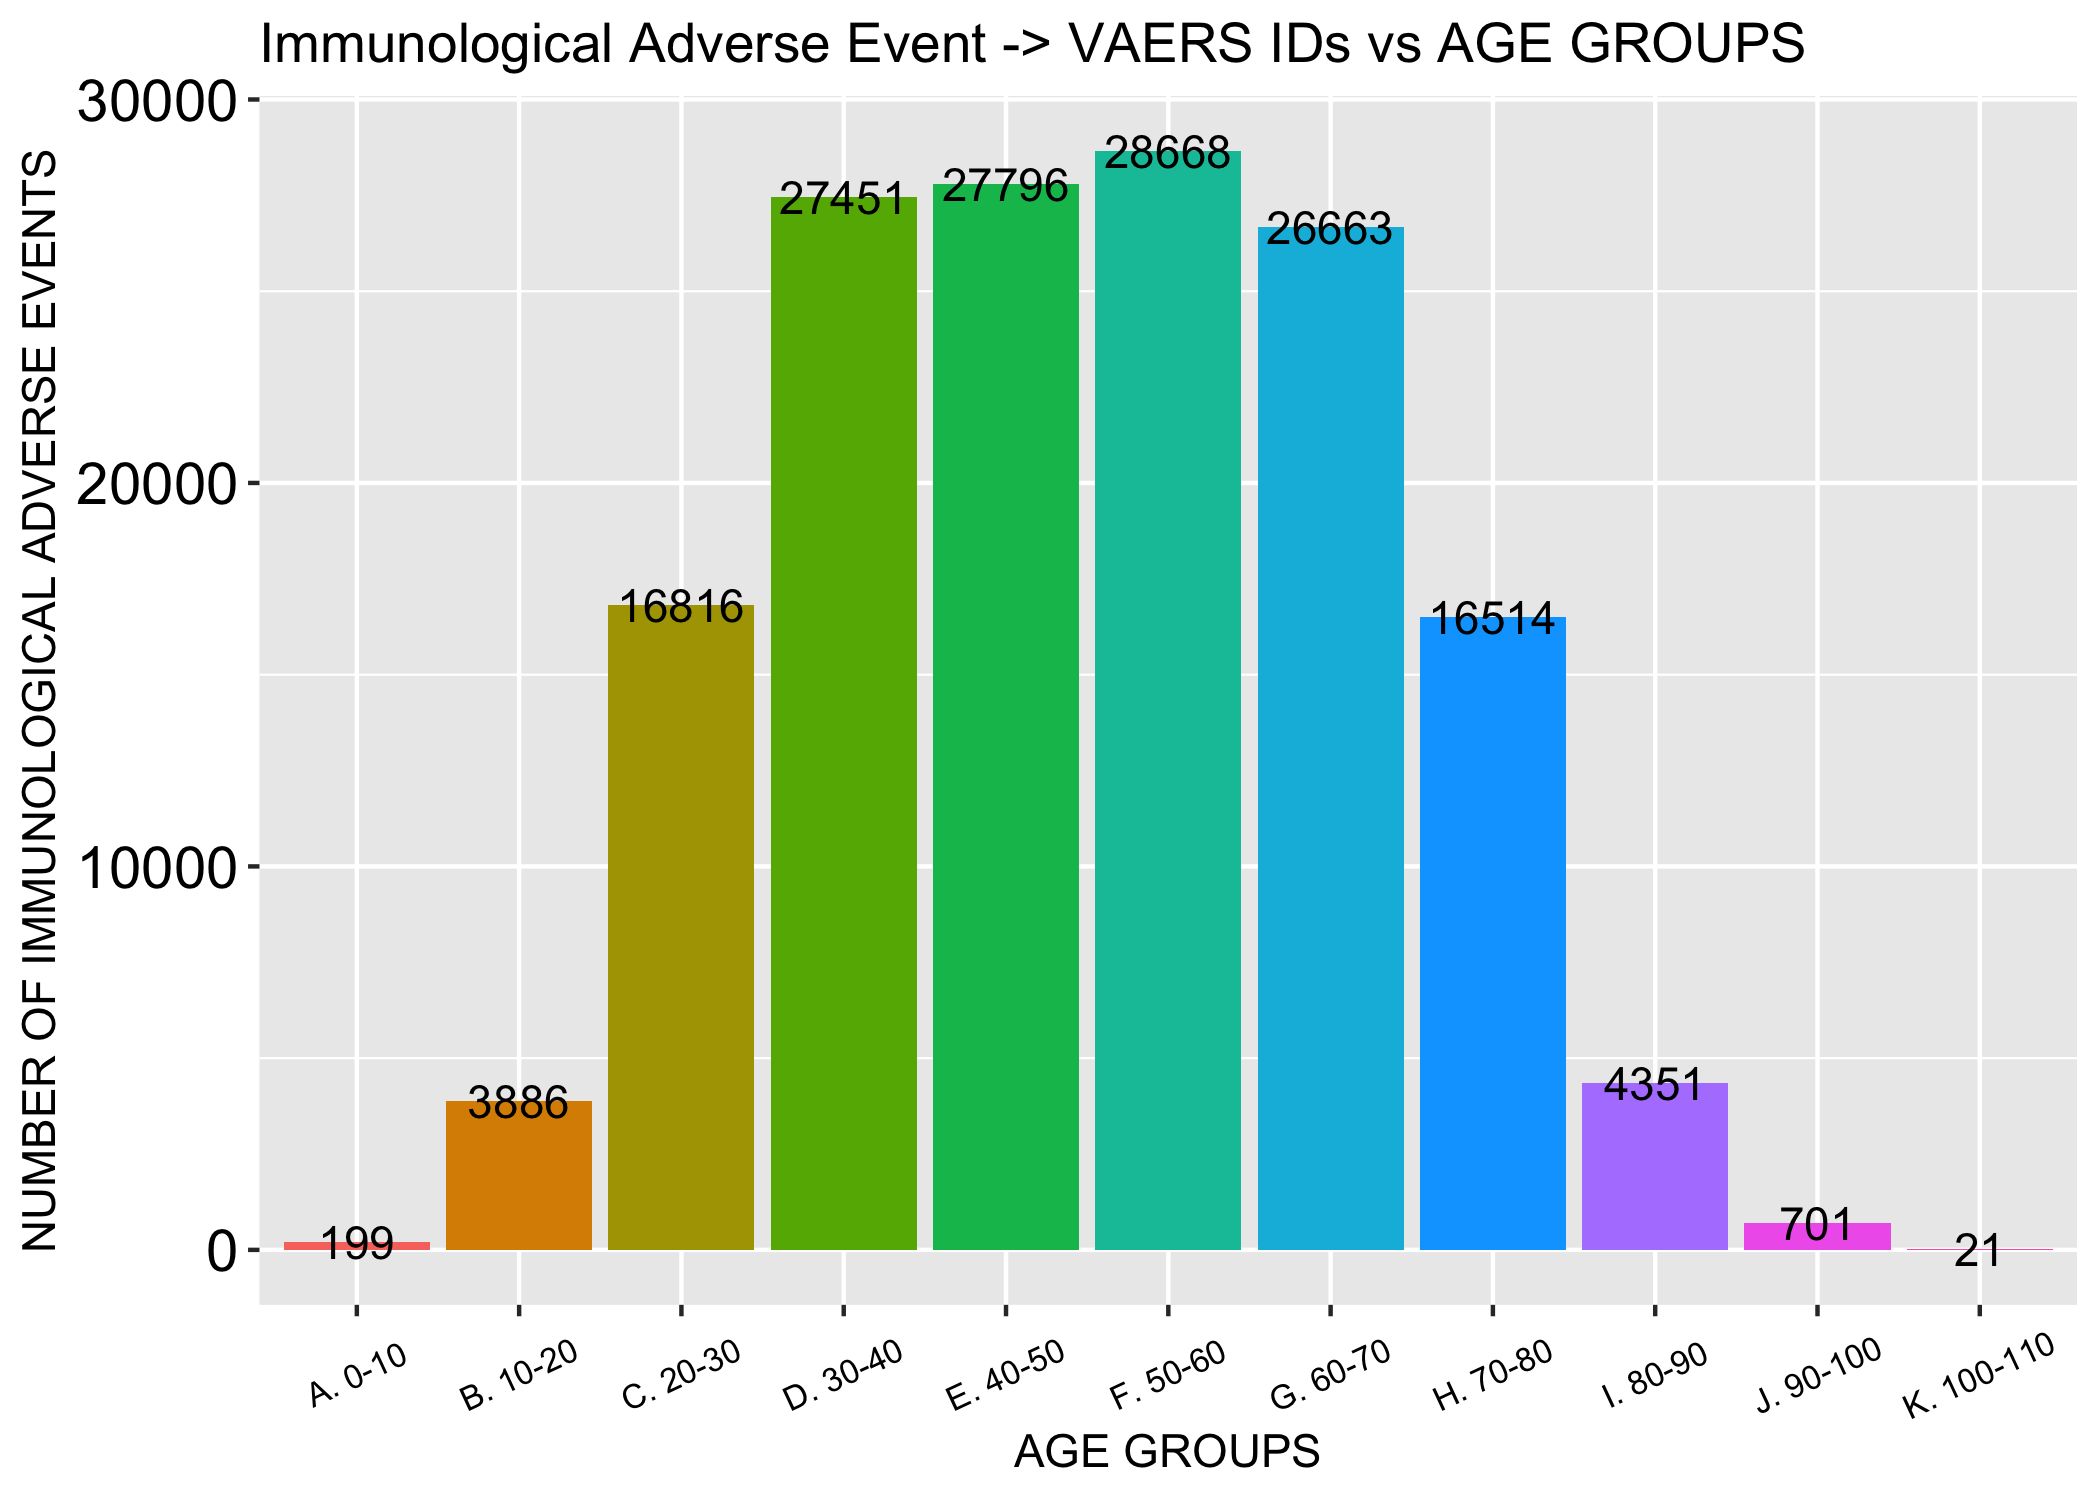 Immunological Adverse Event -> VAERS IDs vs AGE GROUPS
NUMBER OF IMMUNOLOGICAL ADVERSE EVENTS
30000
20000
10000
0
199
3886
16816
27451
27796
28668
26663
16514
4351
701
21
A. 0-10
B. 10-20
C. 20-30
D. 30-40
E. 40-50
F. 50-60
G. 60-70
H. 70-80
I. 80-90
J. 90-100
K. 100-110
AGE GROUPS